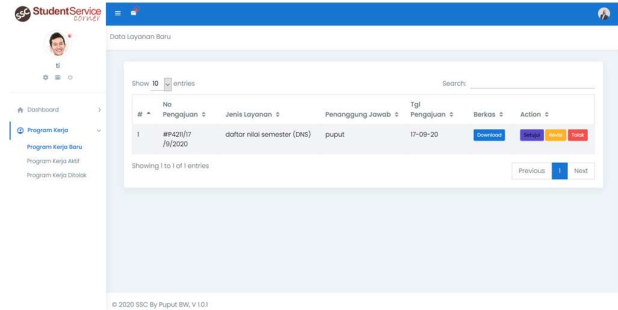 SSC StudentService
corner
ti
Dashboard
Program Kerja
Program Kerja Baru
Program Kerja Aktif
Program Kerja Ditolak
Data Layanan Baru
Show 10 entries
Search:
# No Pengajuan Jenis Layanan Penanggung Jawab Tgl Pengajuan Berkas Action
1 #P4211/17 daftar nilai semester (DNS) puput 17-09-20 Download Setujui Revisi Tolak
/9/2020
Showing 1 to 1 of 1 entries
Previous 1 Next
© 2020 SSC By Puput BW, V 1.0.1